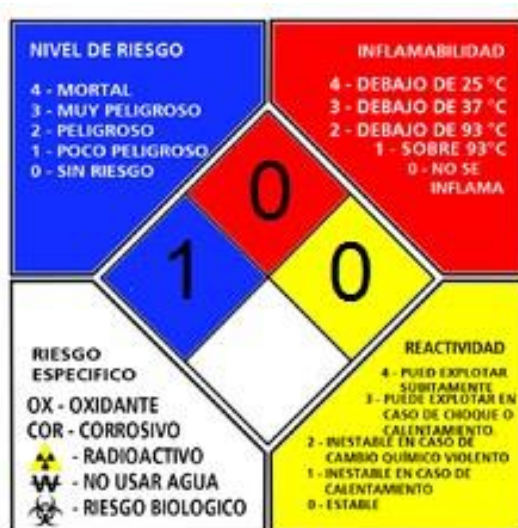 NIVEL DE RIESGO
4 - MORTAL
3 - MUY PELIGROSO
2 - PELIGROSO
1 - POCO PELIGROSO
0 - SIN RIESGO
INFLAMABILIDAD
4 - DEBAJO DE 25 °C
3 - DEBAJO DE 37 °C
2 - DEBAJO DE 93 °C
1 - SOBRE 93°C
0 - NO SE
INFLAMA
0
1
0
RIESGO
ESPECIFICO
OX - OXIDANTE
COR - CORROSIVO
- RADIOACTIVO
W - NO USAR AGUA
- RIESGO BIOLOGICO
REACTIVIDAD
4 - PUED EXPLOTAR
SÚBITAMENTE
3 - PUEDE EXPLOTAR EN
CASO DE CHOQUE O
CALENTAMIENTO.
2 - INESTABLE EN CASO DE
CAMBIO QUÍMICO VIOLENTO
1 - INESTABLE EN CASO DE
CALENTAMIENTO
0 - ESTABLE